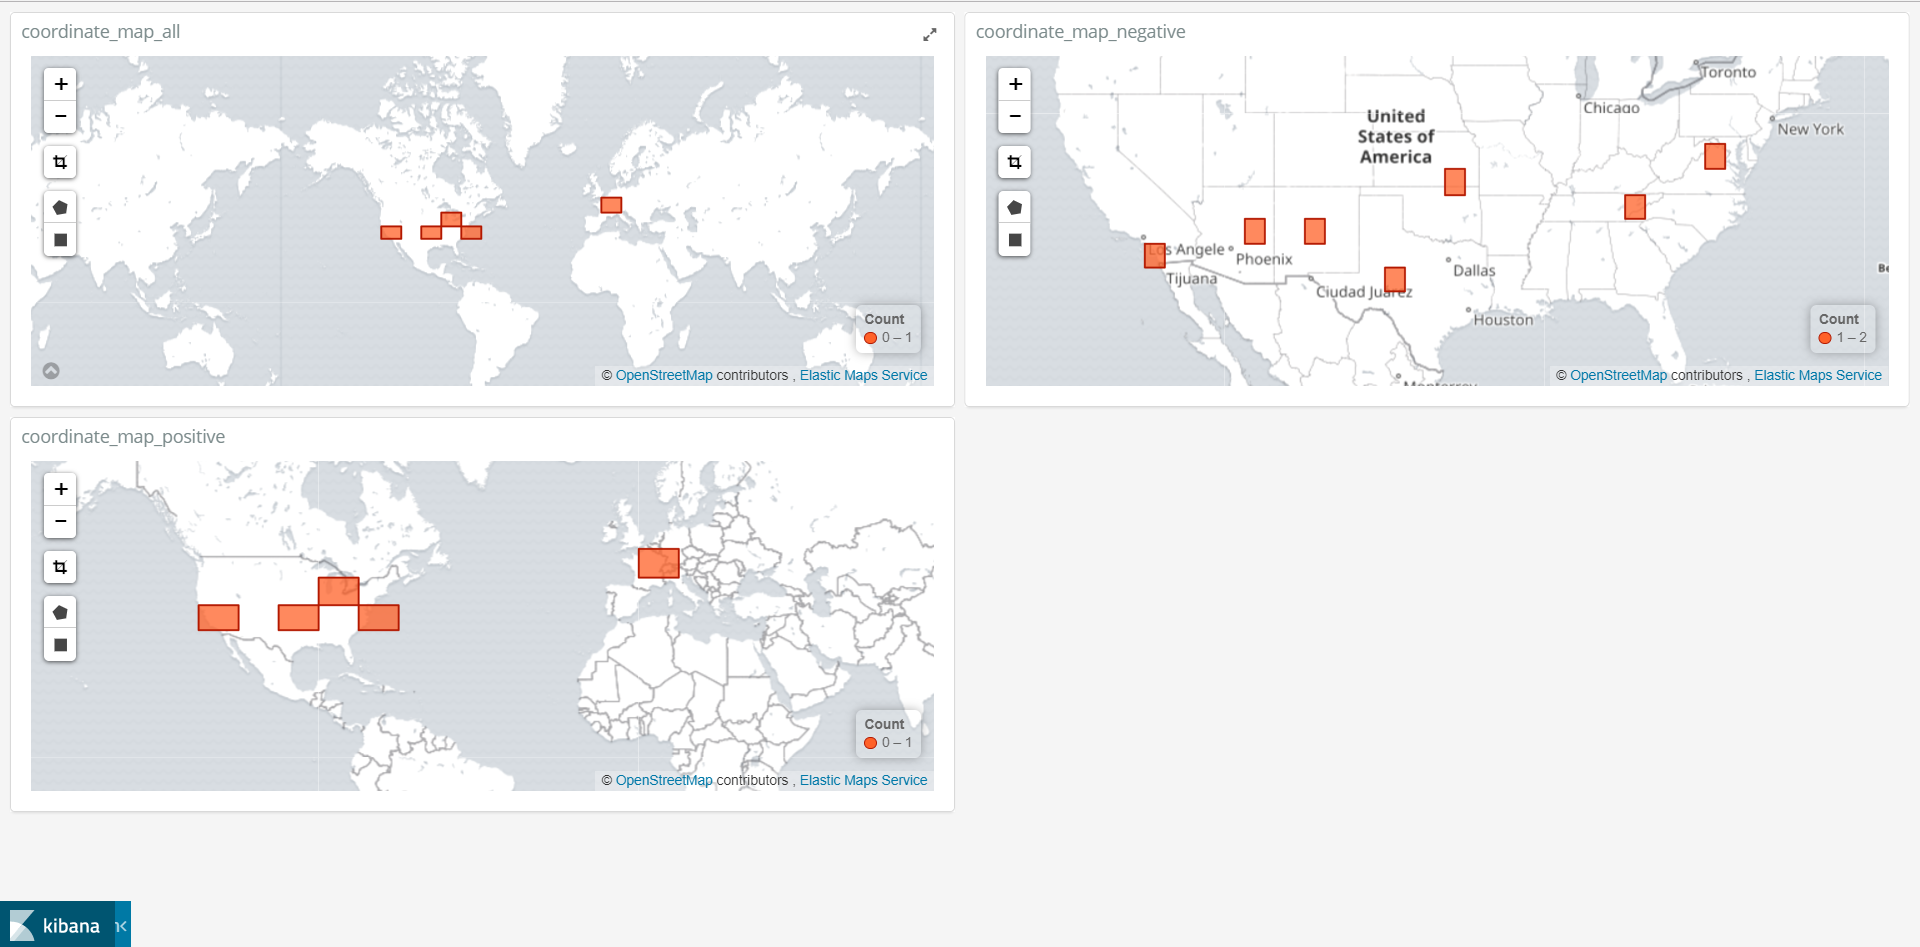 coordinate_map_all
+
−
Count
0 – 1
© OpenStreetMap contributors , Elastic Maps Service
coordinate_map_negative
+
−
Toronto
Chicago
New York
United
States of
America
Los Angele
Phoenix
Tijuana
Dallas
Ciudad Juarez
Houston
Monterrey
Be
Count
1 – 2
© OpenStreetMap contributors , Elastic Maps Service
coordinate_map_positive
+
−
Count
0 – 1
© OpenStreetMap contributors , Elastic Maps Service
kibana